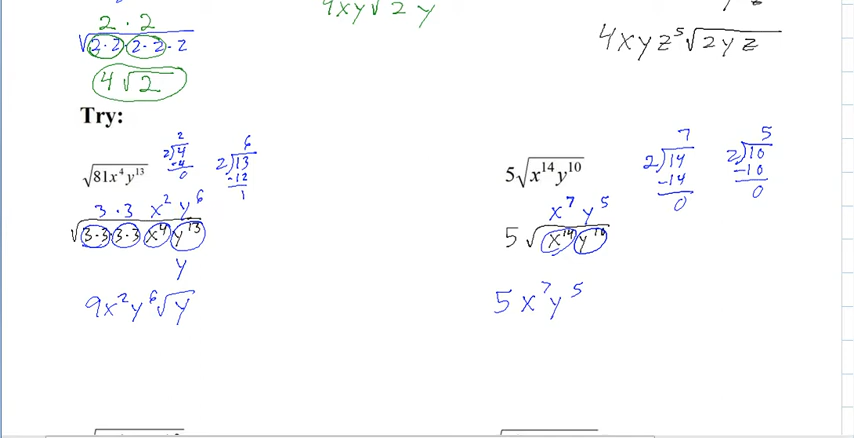 2 · 2
√2·2·2·2·2
4√2
9xy√2y
4xyz⁵√2yz
Try:
√81x⁴y¹³
2
2)4
-4
0
6
2)13
-12
1
3·3 x² y⁶
√3·3·3·3 x⁴ y¹³
y
9x²y⁶√y
5√x¹⁴y¹⁰
7
2)14
-14
0
5
2)10
-10
0
x⁷ y⁵
5√x¹⁴ y¹⁰
5x⁷y⁵